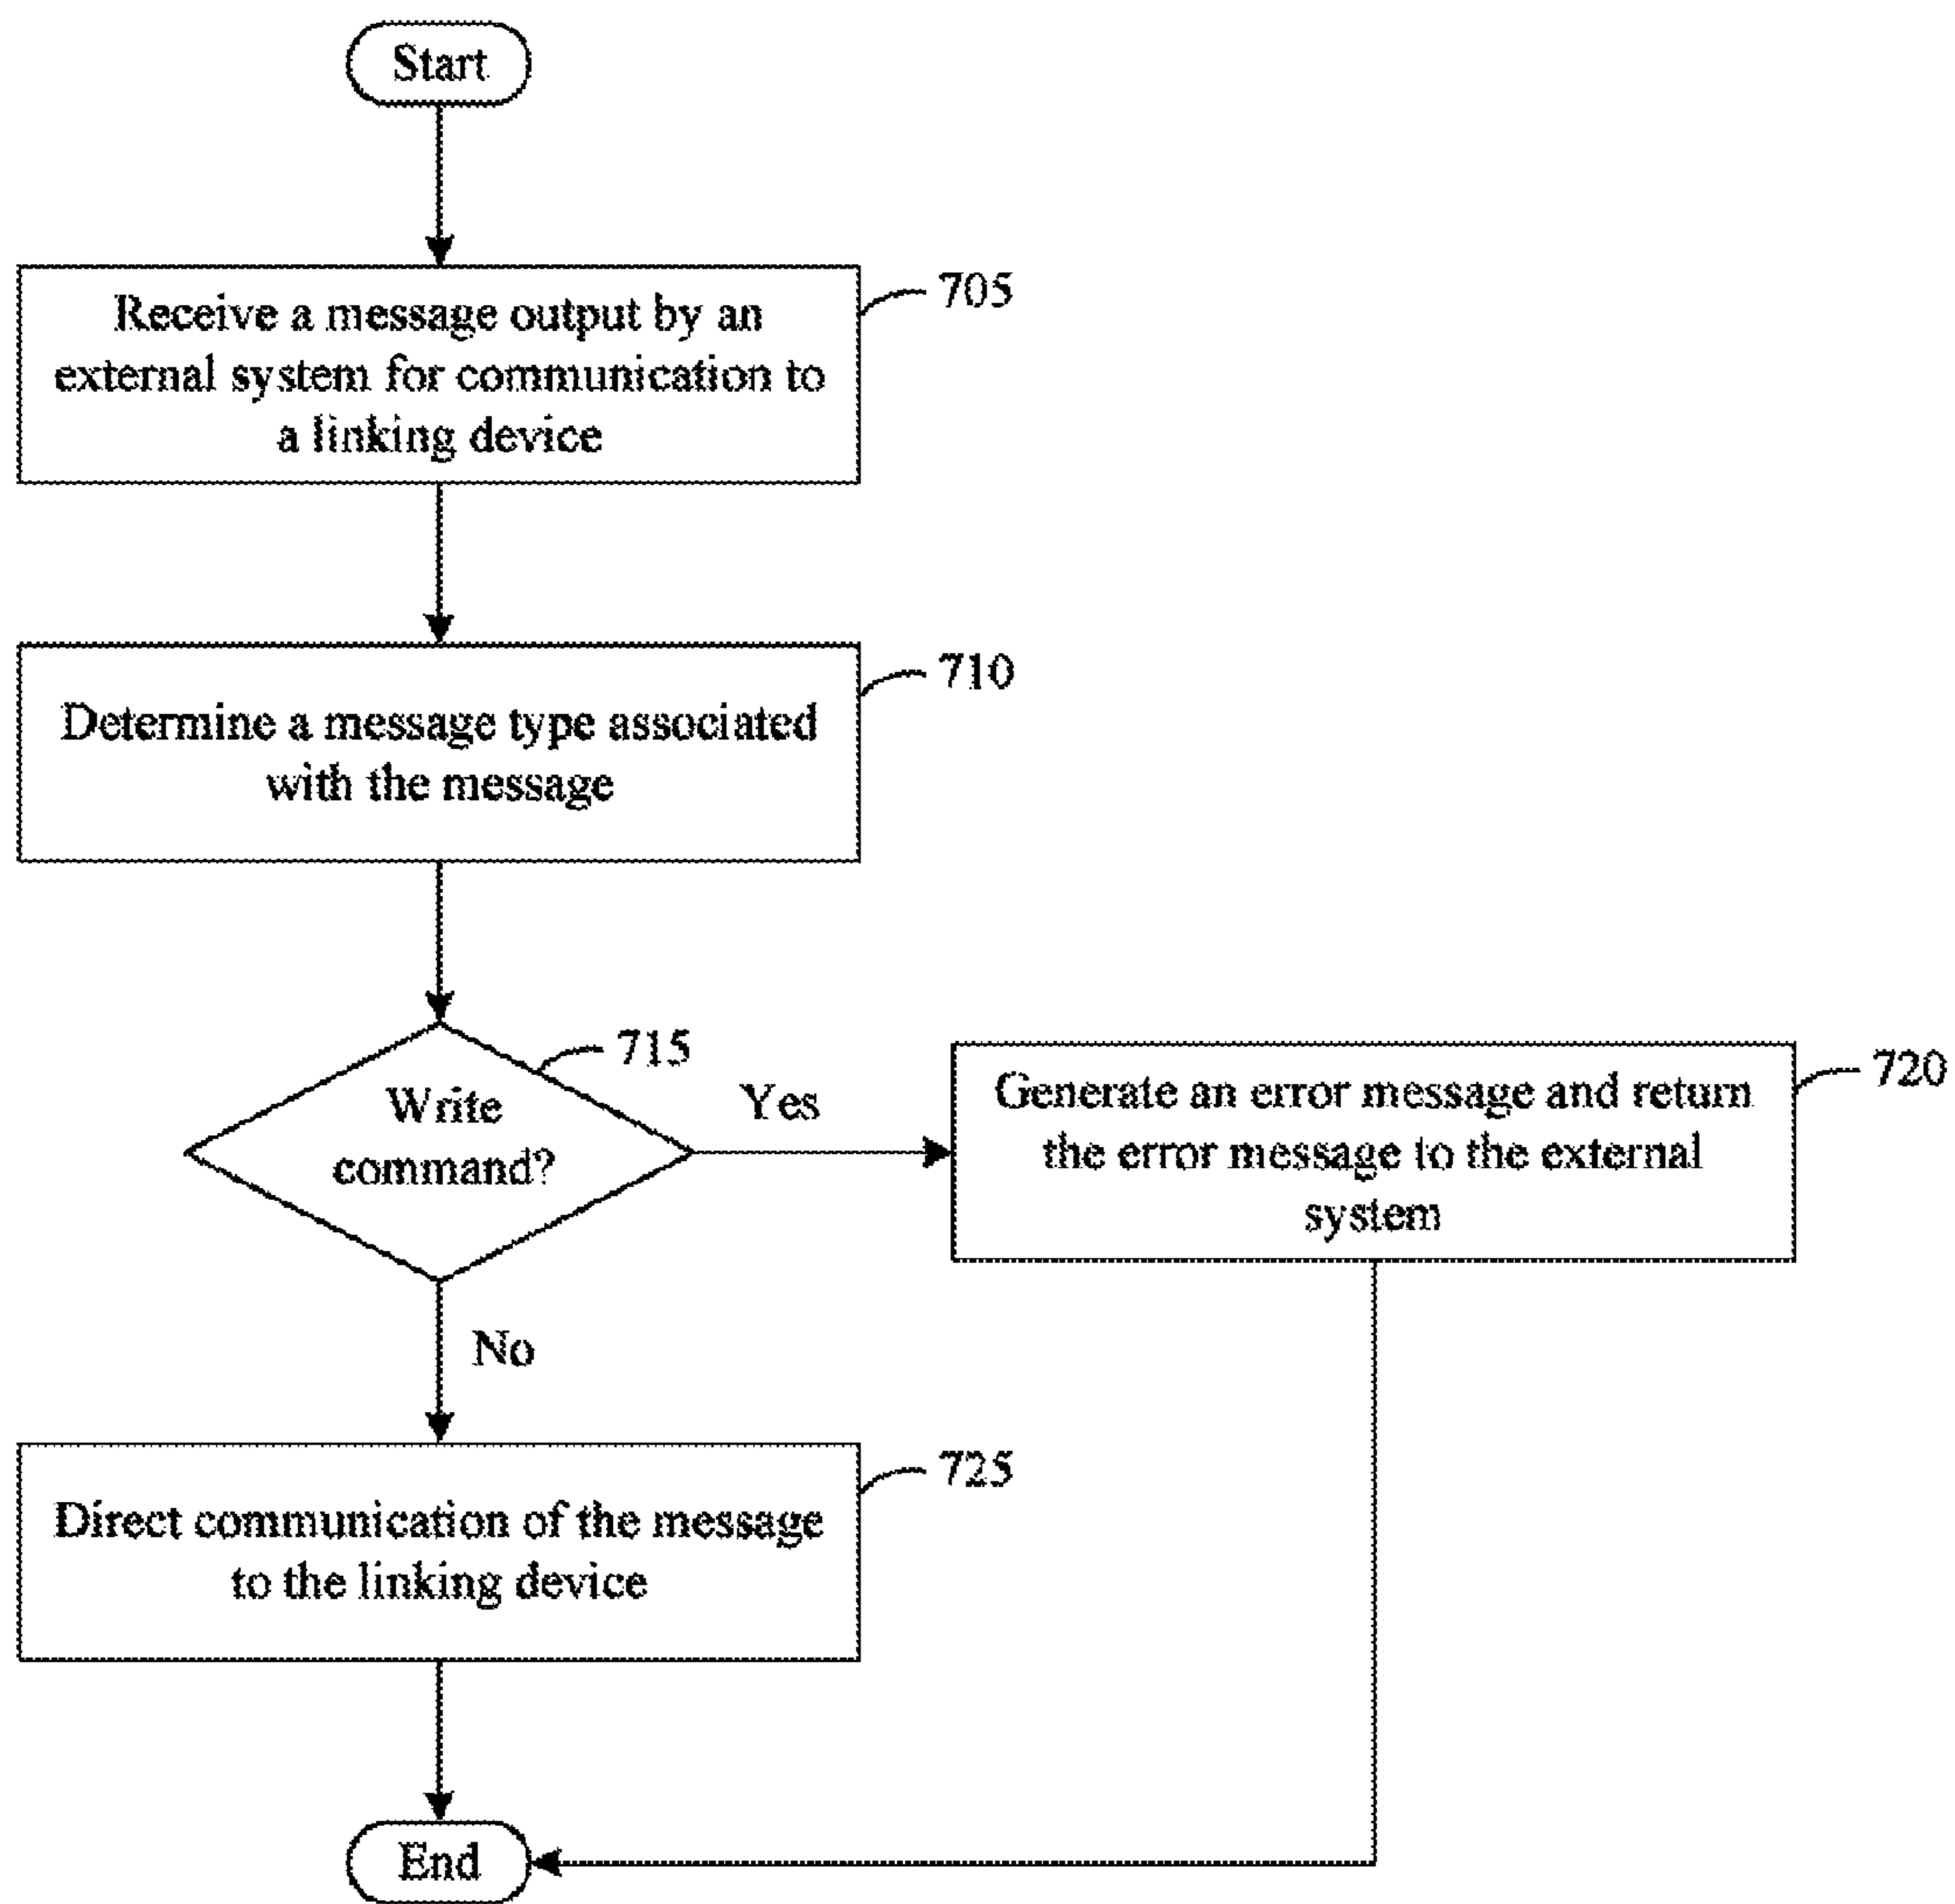 Start
Receive a message output by an
external system for communication to
a linking device
705
Determine a message type associated
with the message
710
Write
command?
715
Yes
Generate an error message and return
the error message to the external
system
720
No
Direct communication of the message
to the linking device
725
End